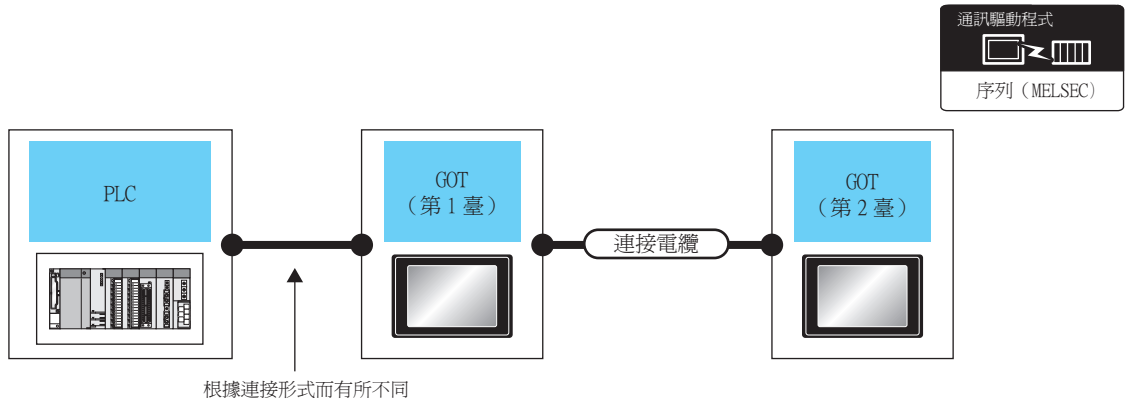 通訊驅動程式
序列（MELSEC）
PLC
GOT
（第 1 臺）
連接電纜
GOT
（第 2 臺）
根據連接形式而有所不同